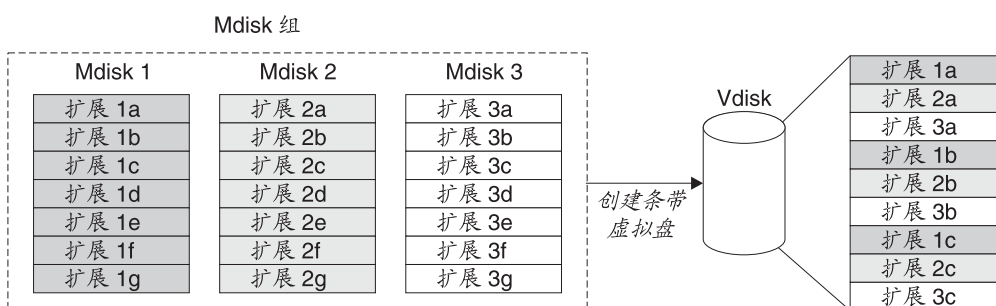 Mdisk 组
Mdisk 1
扩展 1a
扩展 1b
扩展 1c
扩展 1d
扩展 1e
扩展 1f
扩展 1g
Mdisk 2
扩展 2a
扩展 2b
扩展 2c
扩展 2d
扩展 2e
扩展 2f
扩展 2g
Mdisk 3
扩展 3a
扩展 3b
扩展 3c
扩展 3d
扩展 3e
扩展 3f
扩展 3g
创建条带
虚拟盘
Vdisk
扩展 1a
扩展 2a
扩展 3a
扩展 1b
扩展 2b
扩展 3b
扩展 1c
扩展 2c
扩展 3c